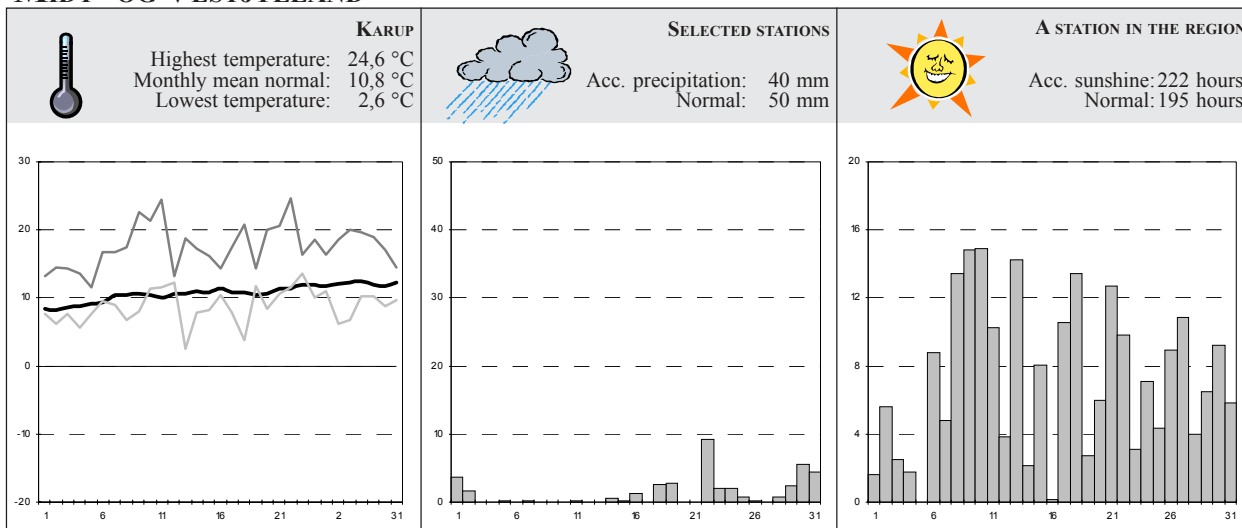 MIDT- OG VESTJYLLAND
KARUP
Highest temperature: 24,6 °C
Monthly mean normal: 10,8 °C
Lowest temperature: 2,6 °C
SELECTED STATIONS
Acc. precipitation: 40 mm
Normal: 50 mm
A STATION IN THE REGION
Acc. sunshine: 222 hours
Normal: 195 hours
30
20
10
0
-10
-20
1 6 11 16 21 2 31
50
40
30
20
10
0
1 6 11 16 21 26 31
20
16
12
8
4
0
1 6 11 16 21 26 31